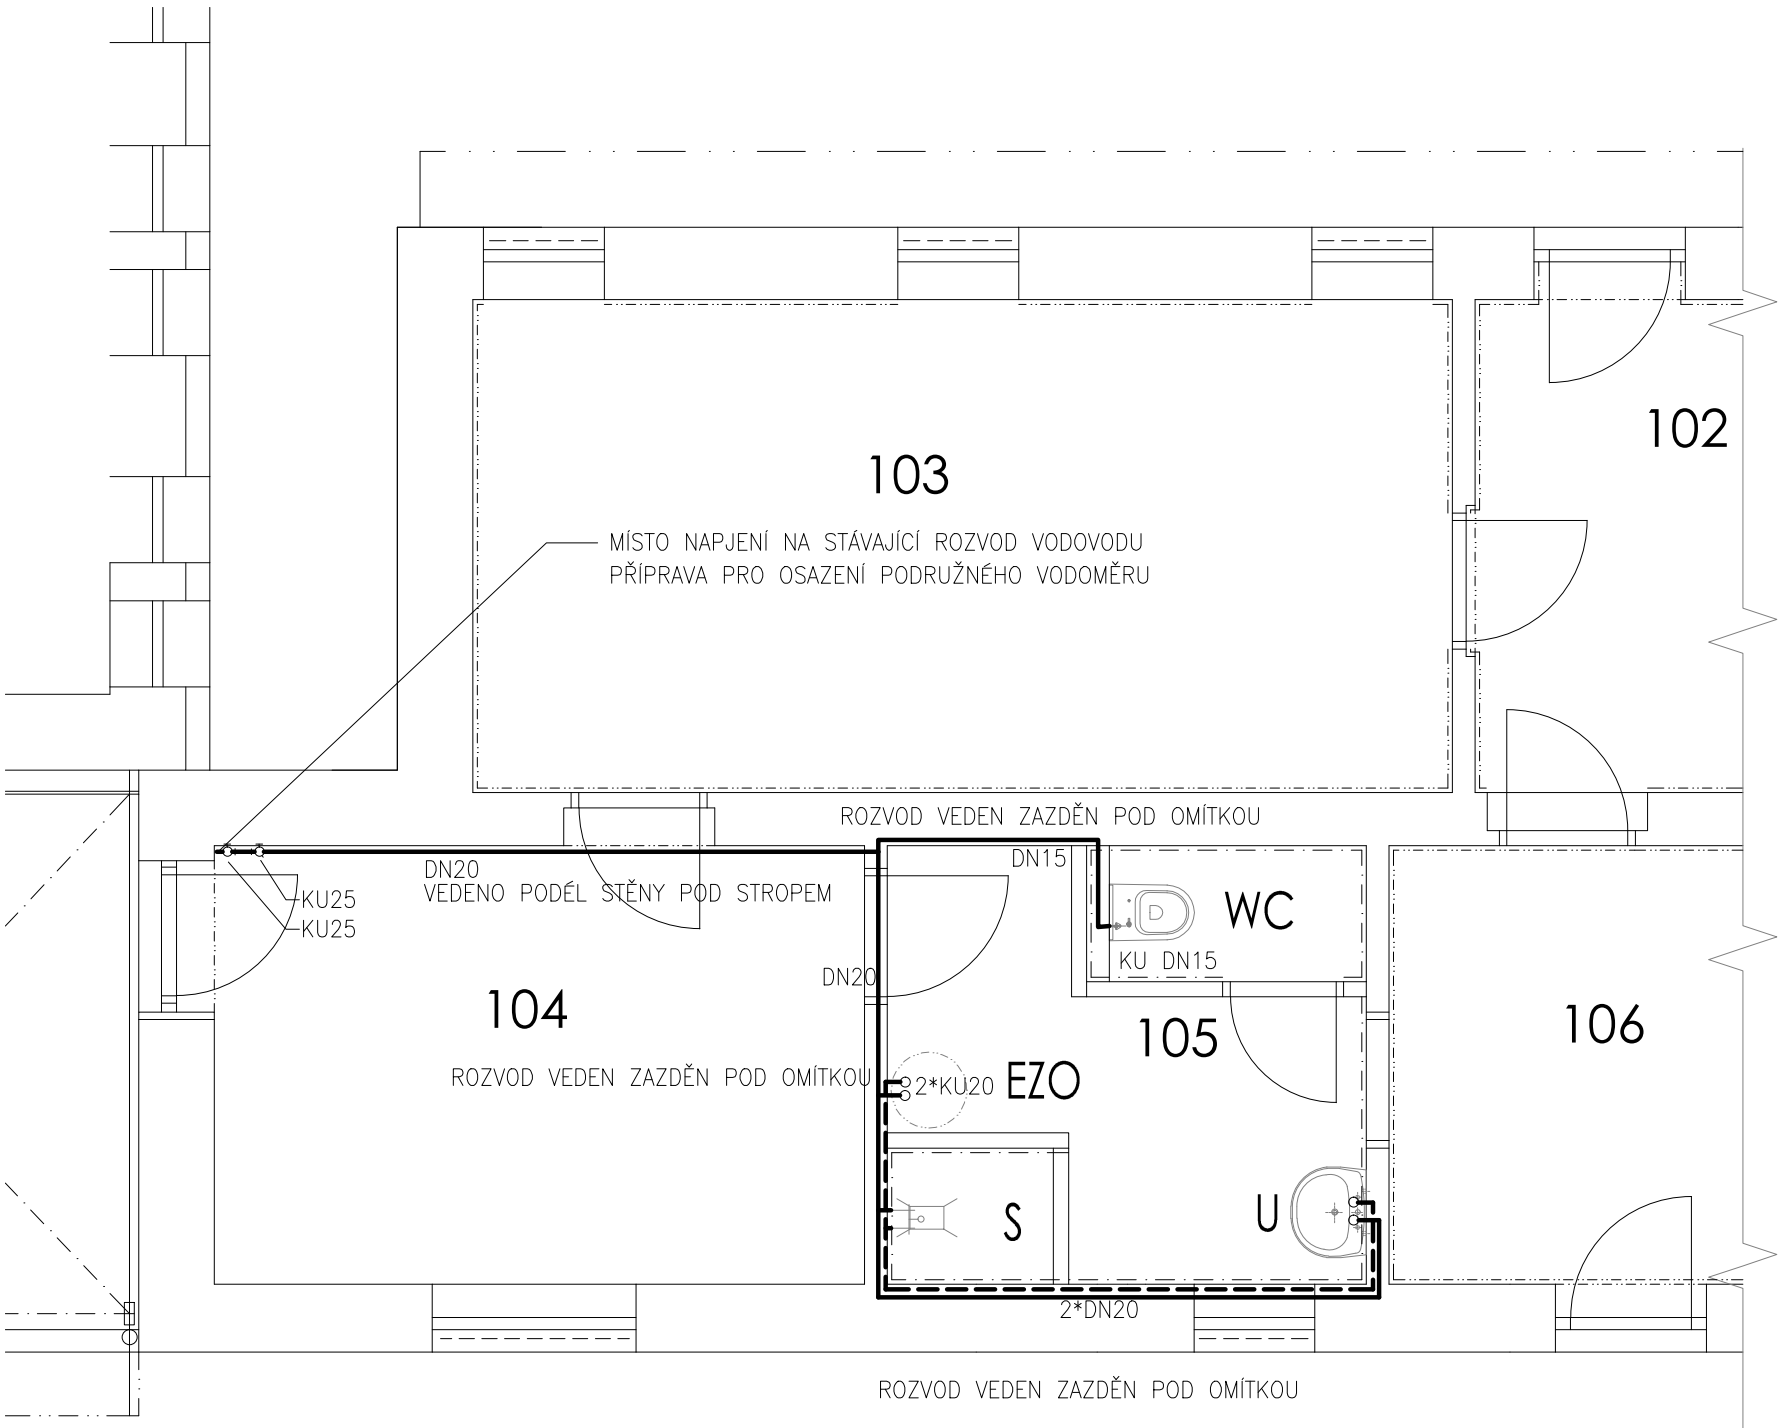 102
103
MÍSTO NAPJENÍ NA STÁVAJÍCÍ ROZVOD VODOVODU
PŘÍPRAVA PRO OSAZENÍ PODRUŽNÉHO VODOMĚRU
ROZVOD VEDEN ZAZDĚN POD OMÍTKOU
DN15
DN20
VEDENO PODÉL STĚNY POD STROPEM
KU25
KU25
WC
KU DN15
DN20
104
105
106
ROZVOD VEDEN ZAZDĚN POD OMÍTKOU
2*KU20
EZO
S
U
2*DN20
ROZVOD VEDEN ZAZDĚN POD OMÍTKOU